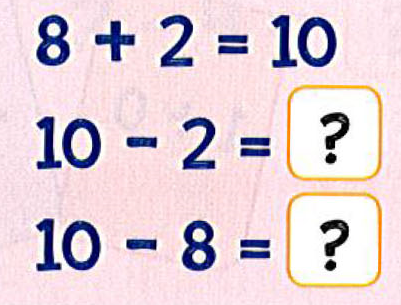 8 + 2 = 10
10 - 2 = ?
10 - 8 = ?